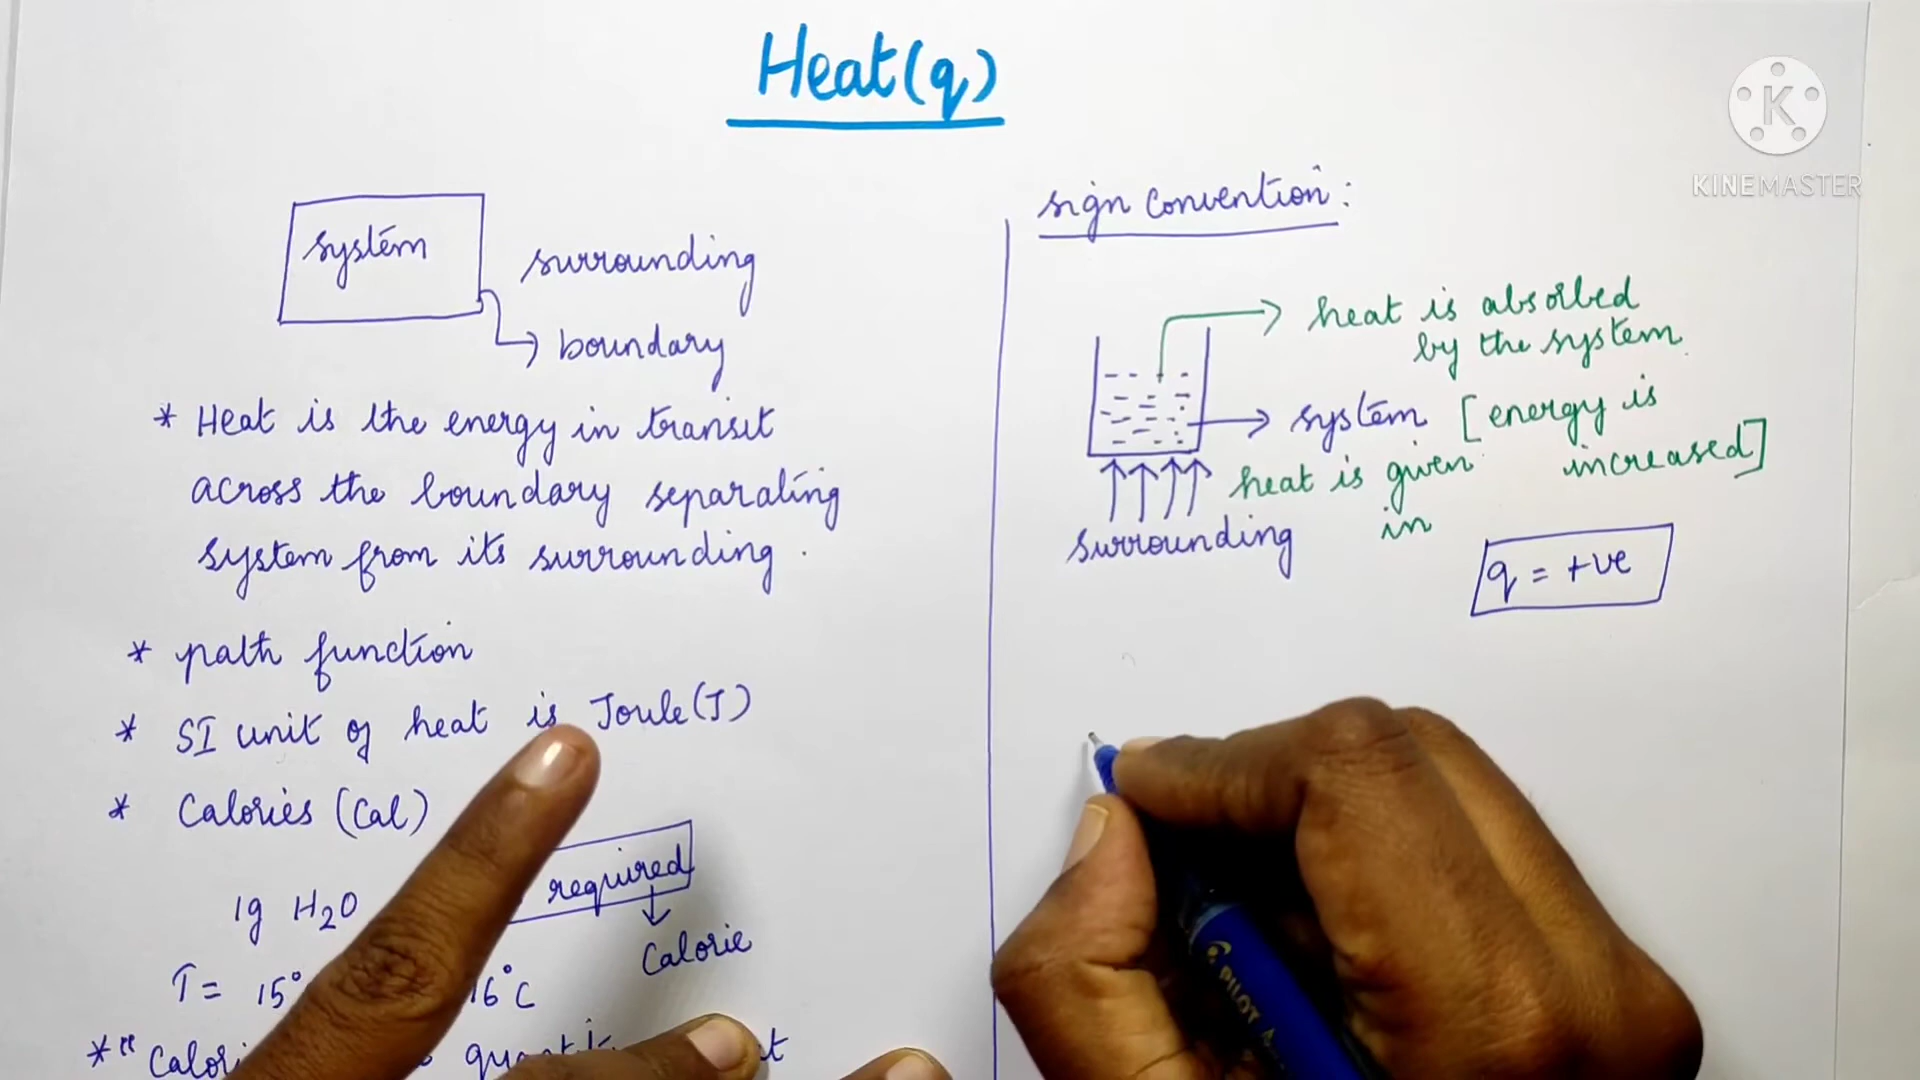 Heat (q)
KINEMASTER
system
surrounding
boundary
* Heat is the energy in transit
across the boundary separating
system from its surrounding.
* path function
* SI unit of heat is Joule (J)
* Calories (Cal)
1g H2O
required
Calorie
T = 15°
16°C
sign convention:
heat is absorbed
by the system
system [energy is
increased]
heat is given
in
surrounding
q = +ve
PILOT